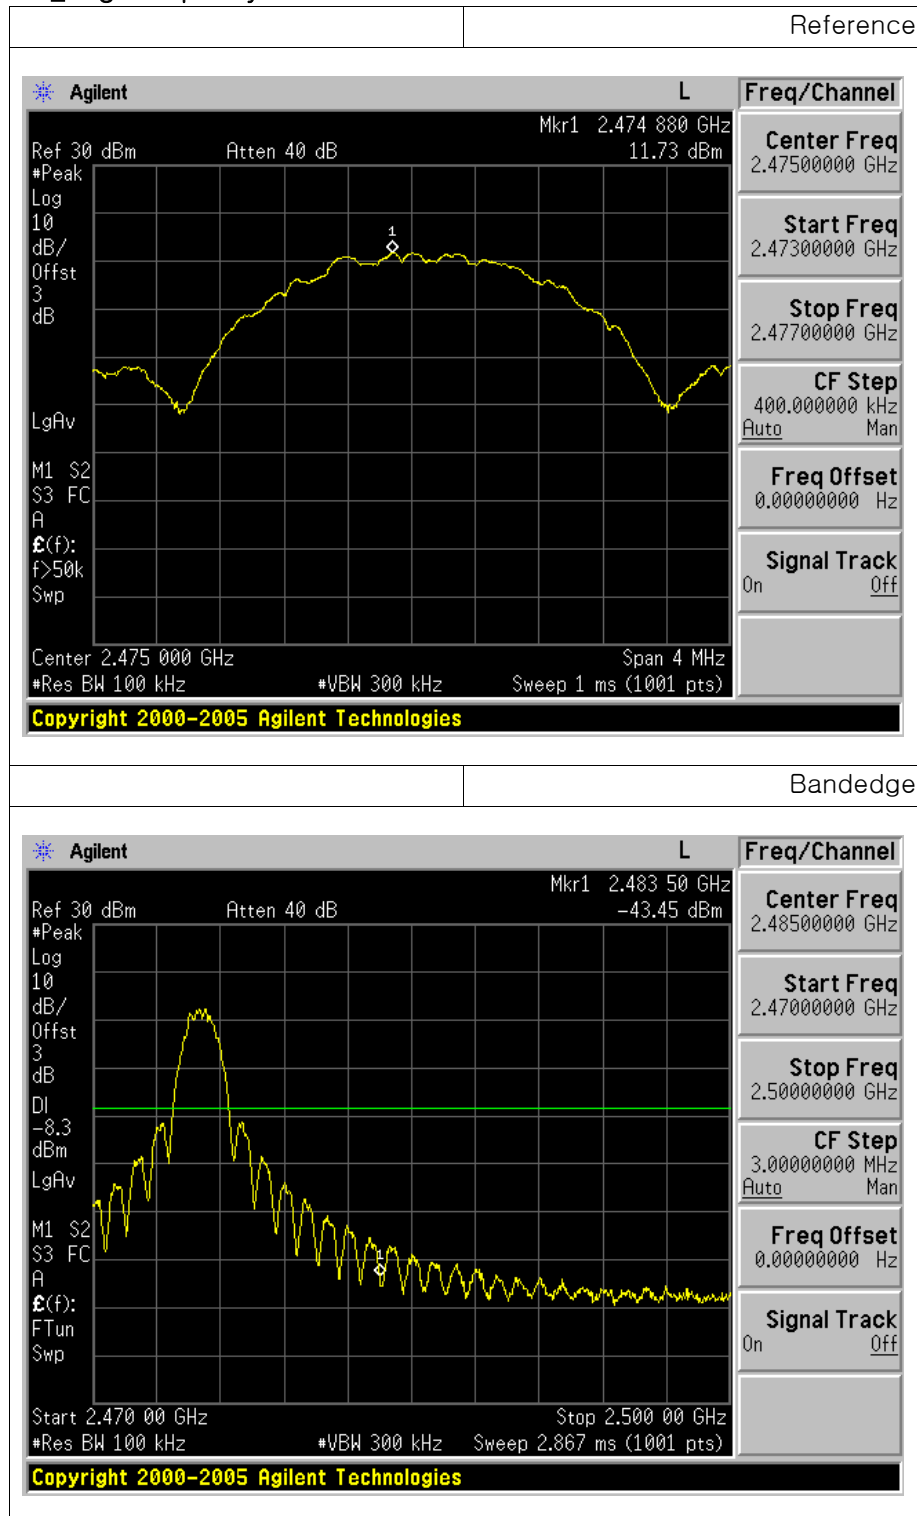 Reference
Agilent L Freq/Channel
Mkr1 2.474 880 GHz
Ref 30 dBm Atten 40 dB 11.73 dBm
#Peak
Log
10
dB/
Offst
3
dB
LgAv
M1 S2
S3 FC
A
£(f):
f>50k
Swp
1
Center 2.475 000 GHz Span 4 MHz
#Res BW 100 kHz #VBW 300 kHz Sweep 1 ms (1001 pts)
Copyright 2000-2005 Agilent Technologies
Center Freq
2.47500000 GHz
Start Freq
2.47300000 GHz
Stop Freq
2.47700000 GHz
CF Step
400.000000 kHz
Auto Man
Freq Offset
0.00000000 Hz
Signal Track
On Off
Bandedge
Agilent L Freq/Channel
Mkr1 2.483 50 GHz
Ref 30 dBm Atten 40 dB -43.45 dBm
#Peak
Log
10
dB/
Offst
3
dB
DI
-8.3
dBm
LgAv
M1 S2
S3 FC
A
£(f):
FTun
Swp
1
Start 2.470 00 GHz Stop 2.500 00 GHz
#Res BW 100 kHz #VBW 300 kHz Sweep 2.867 ms (1001 pts)
Copyright 2000-2005 Agilent Technologies
Center Freq
2.48500000 GHz
Start Freq
2.47000000 GHz
Stop Freq
2.50000000 GHz
CF Step
3.00000000 MHz
Auto Man
Freq Offset
0.00000000 Hz
Signal Track
On Off